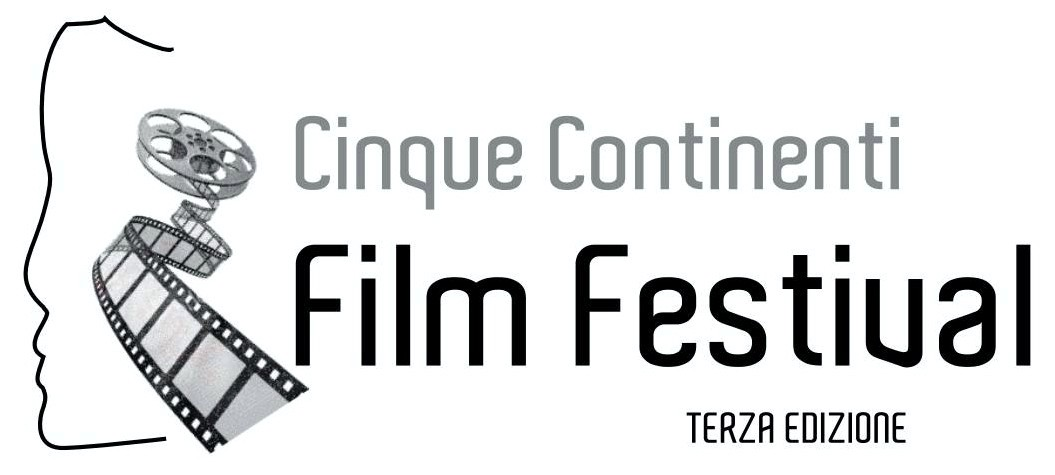 Cinque Continenti
Film Festival
TERZA EDIZIONE